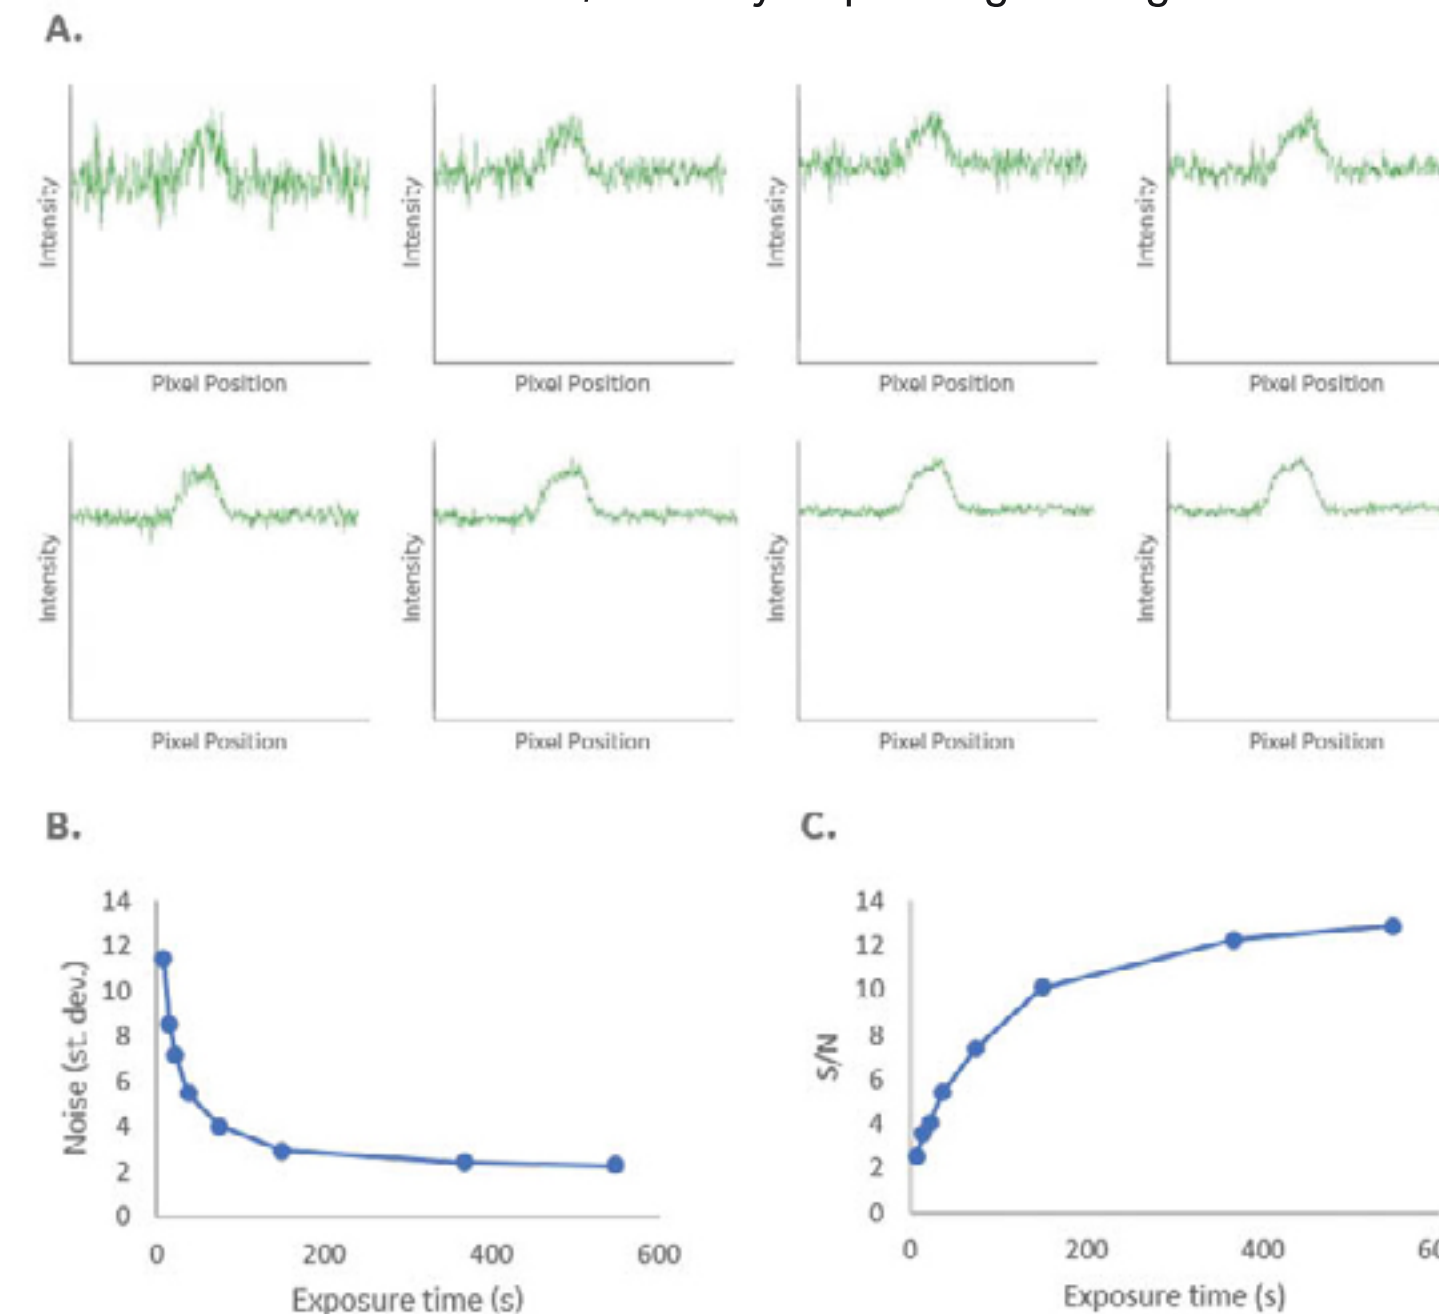 A.
Intensity Intensity Intensity Intensity
Pixel Position Pixel Position Pixel Position Pixel Position
Intensity Intensity Intensity Intensity
Pixel Position Pixel Position Pixel Position Pixel Position
B.
Noise (st. dev.)
14
12
10
8
6
4
2
0
0 200 400 600
Exposure time (s)
C.
S/N
14
12
10
8
6
4
2
0
0 200 400
Exposure time (s)